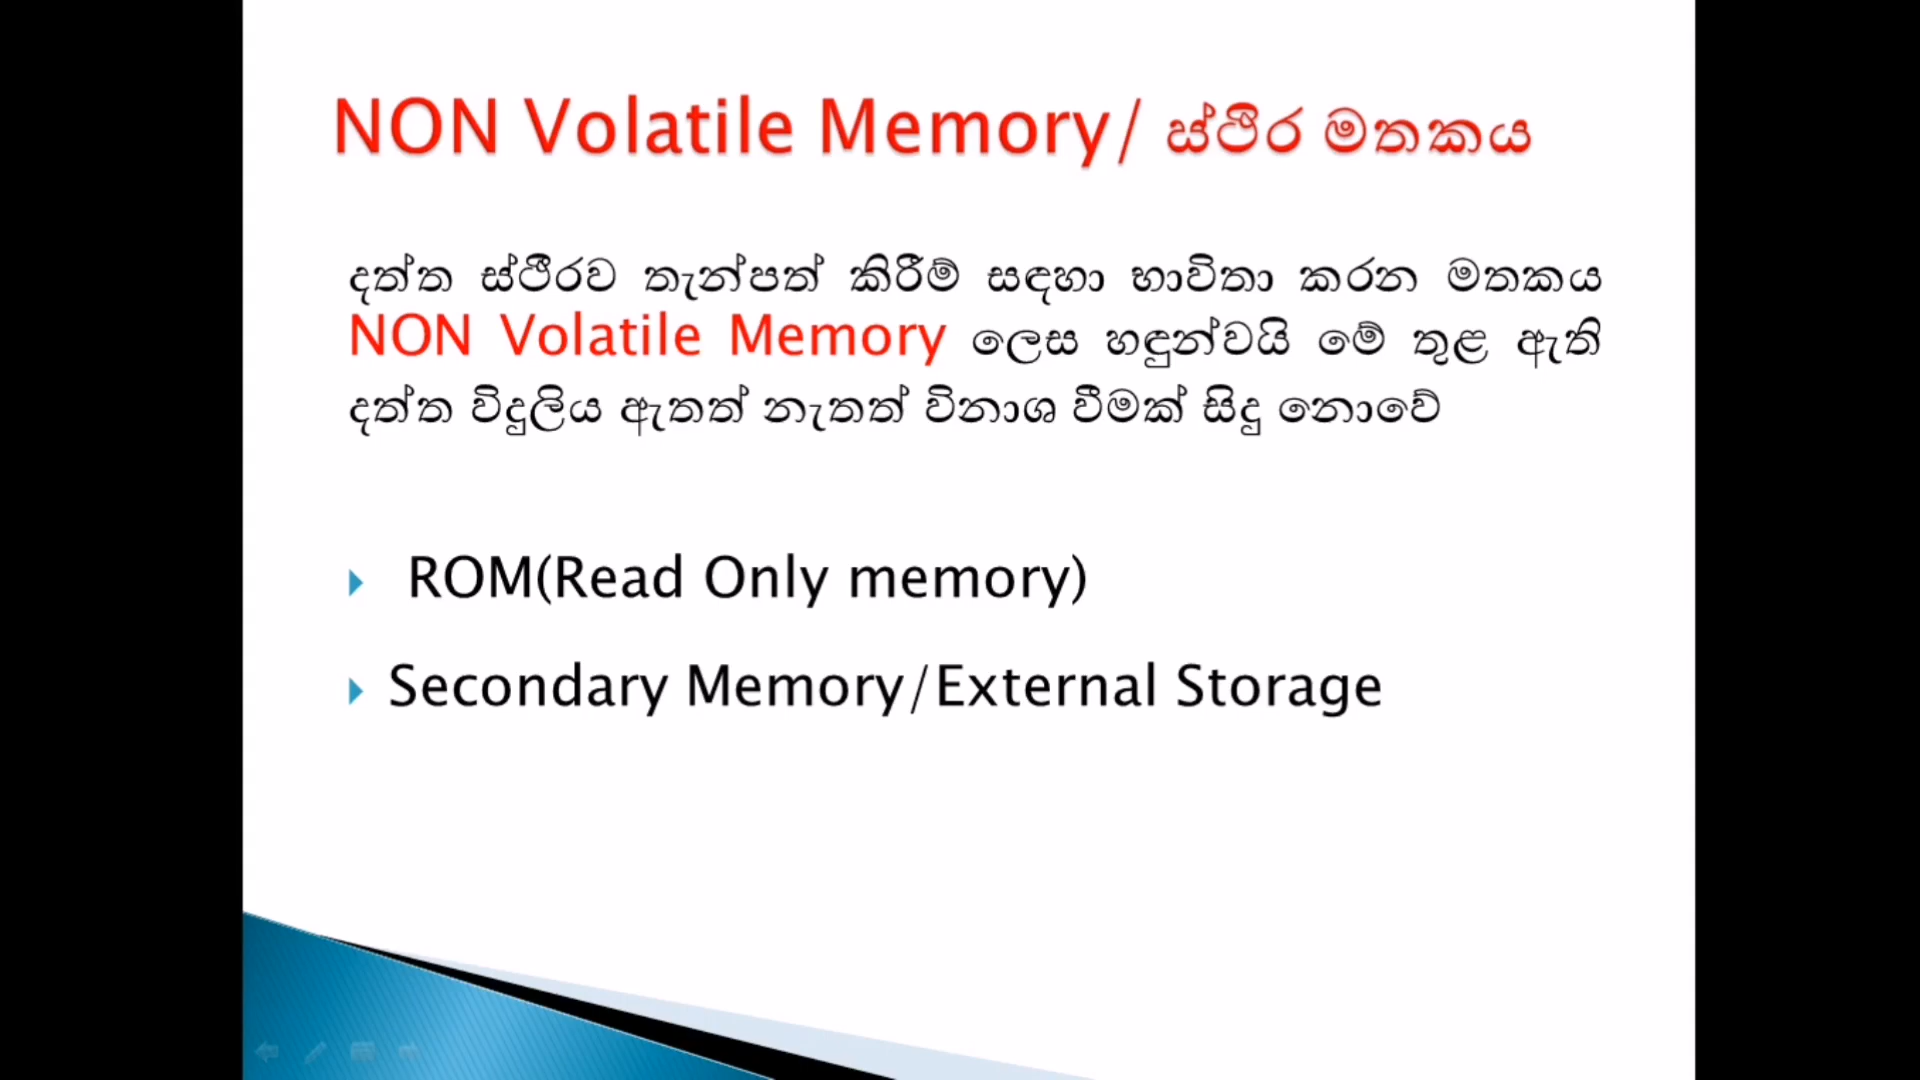 NON Volatile Memory/ ස්ථිර මතකය
දත්ත ස්ථීරව තැන්පත් කිරීම් සඳහා භාවිතා කරන මතකය
NON Volatile Memory ලෙස හඳුන්වයි මේ තුළ ඇති
දත්ත විදුලිය ඇතත් නැතත් විනාශ වීමක් සිදු නොවේ
ROM(Read Only memory)
Secondary Memory/External Storage